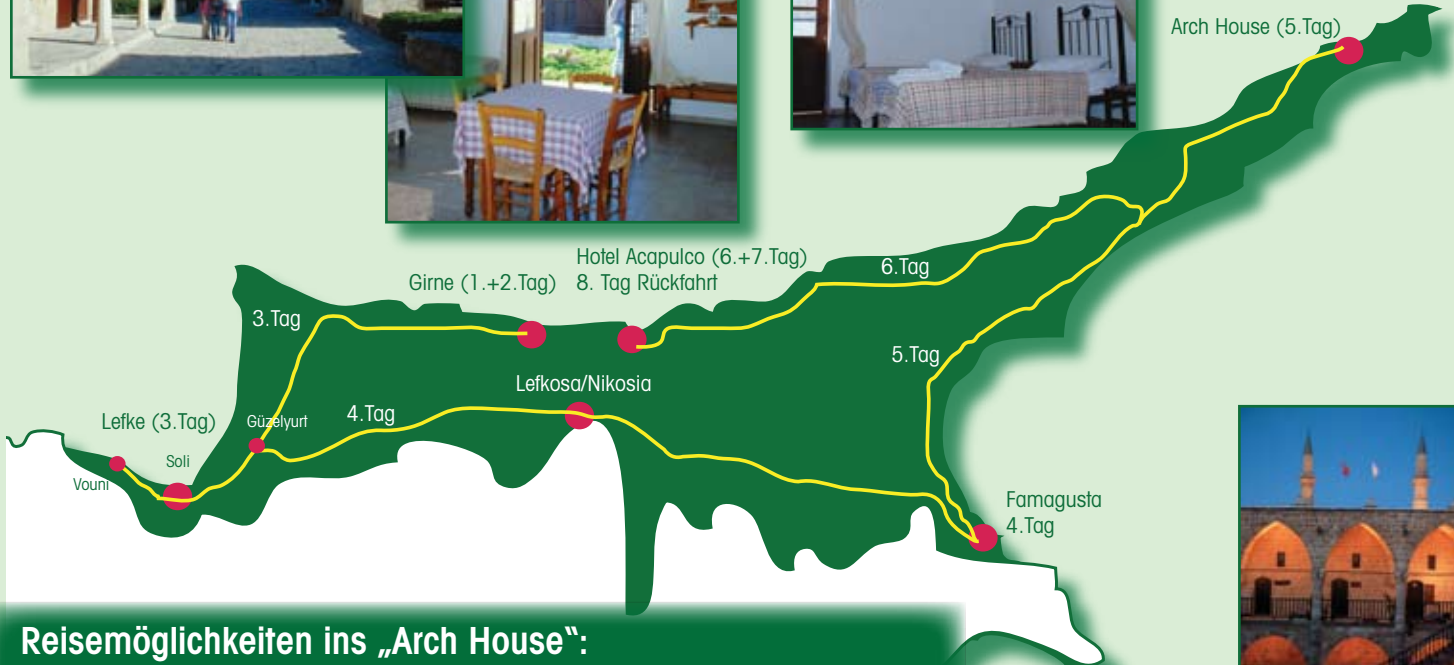 Arch House (5.Tag)
Hotel Acapulco (6.+7.Tag)
Girne (1.+2.Tag) 8. Tag Rückfahrt
6.Tag
3.Tag
5.Tag
Lefkosa/Nikosia
4.Tag
Lefke (3.Tag)
Güzelyurt
Soli
Vouni
Famagusta
4.Tag
Reisemöglichkeiten ins „Arch House“: